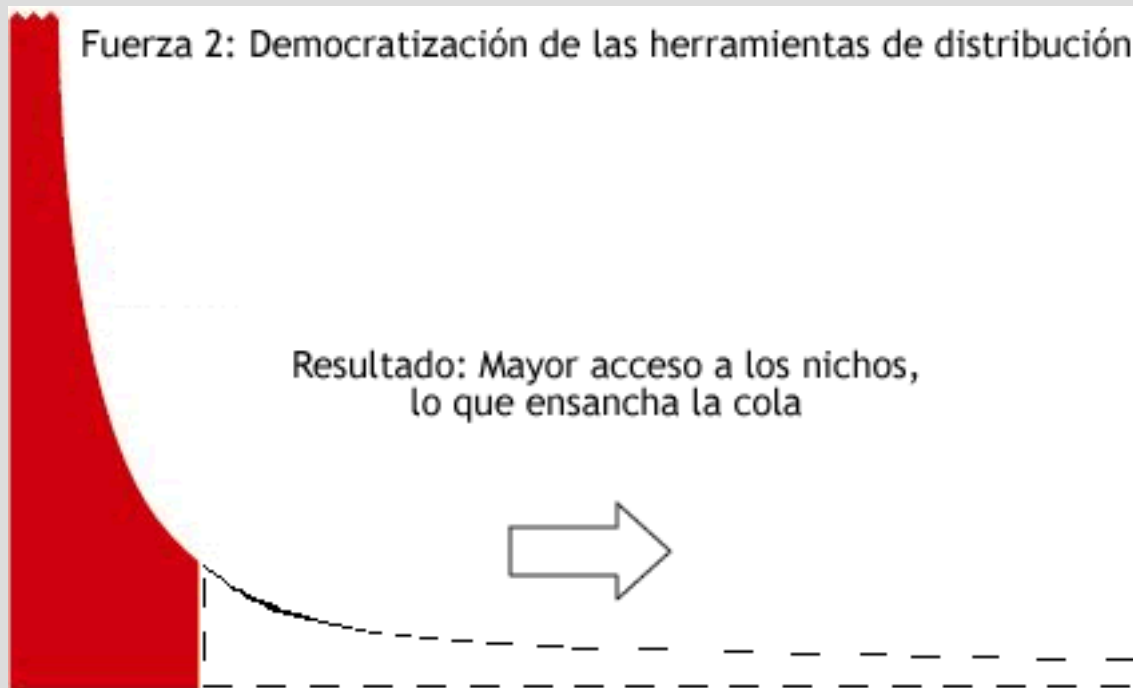 Fuerza 2: Democratización de las herramientas de distribución
Resultado: Mayor acceso a los nichos,
lo que ensancha la cola